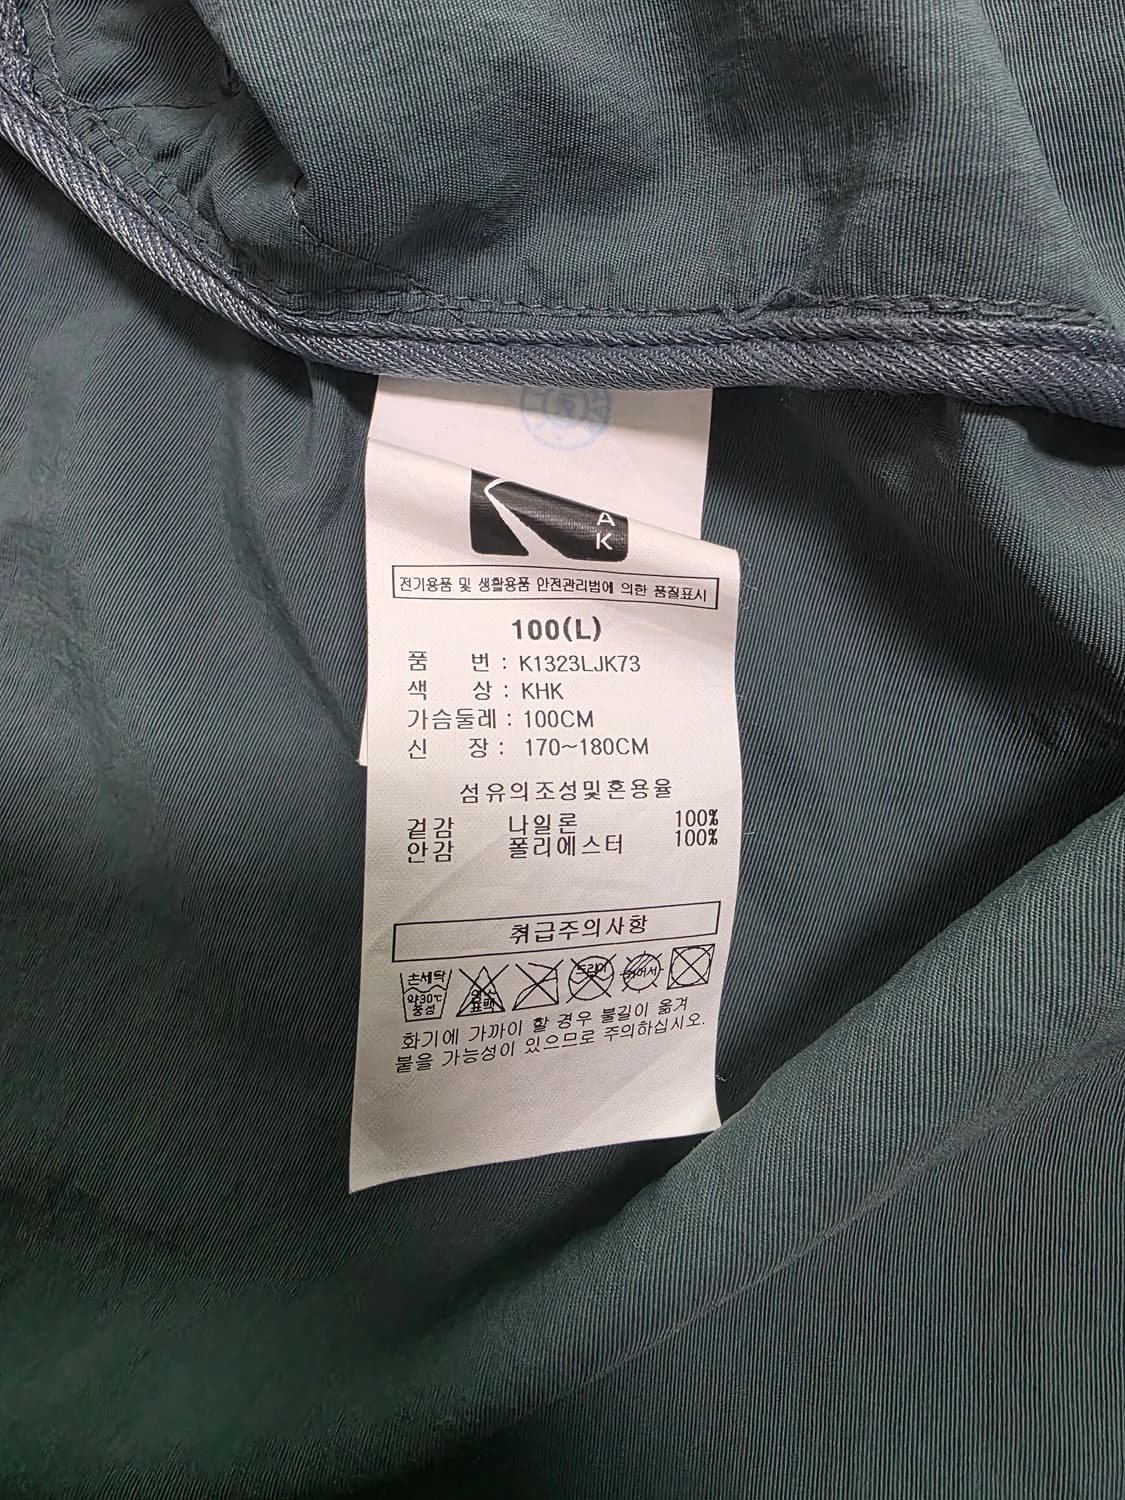 A
K
전기용품 및 생활용품 안전관리법에 의한 품질표시
100(L)
품 번 : K1323LJK73
색 상 : KHK
가슴둘레 : 100CM
신 장 : 170~180CM
섬유의조성및혼용율
겉감 나일론 100%
안감 폴리에스터 100%
취급주의사항
손세탁
약30℃
중성
염소
표백
드라이
화기에 가까이 할 경우 불길이 옮겨
붙을 가능성이 있으므로 주의하십시오.